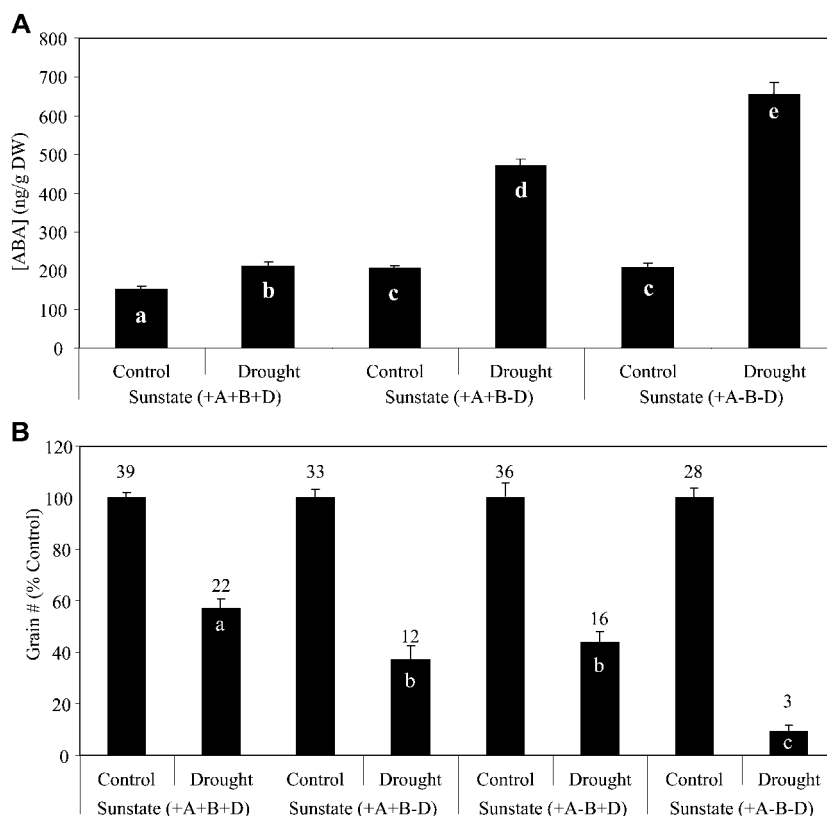 A
800
700
600
500
400
300
200
100
0
[ABA] (ng/g DW)
a
b
c
d
c
e
Control Drought Control Drought Control Drought
Sunstate (+A+B+D) Sunstate (+A+B-D) Sunstate (+A-B-D)
B
120
100
80
60
40
20
0
Grain # (% Control)
39 33 36 28
22
12
16
3
a
b
b
c
Control Drought Control Drought Control Drought Control Drought
Sunstate (+A+B+D) Sunstate (+A+B-D) Sunstate (+A-B+D) Sunstate (+A-B-D)